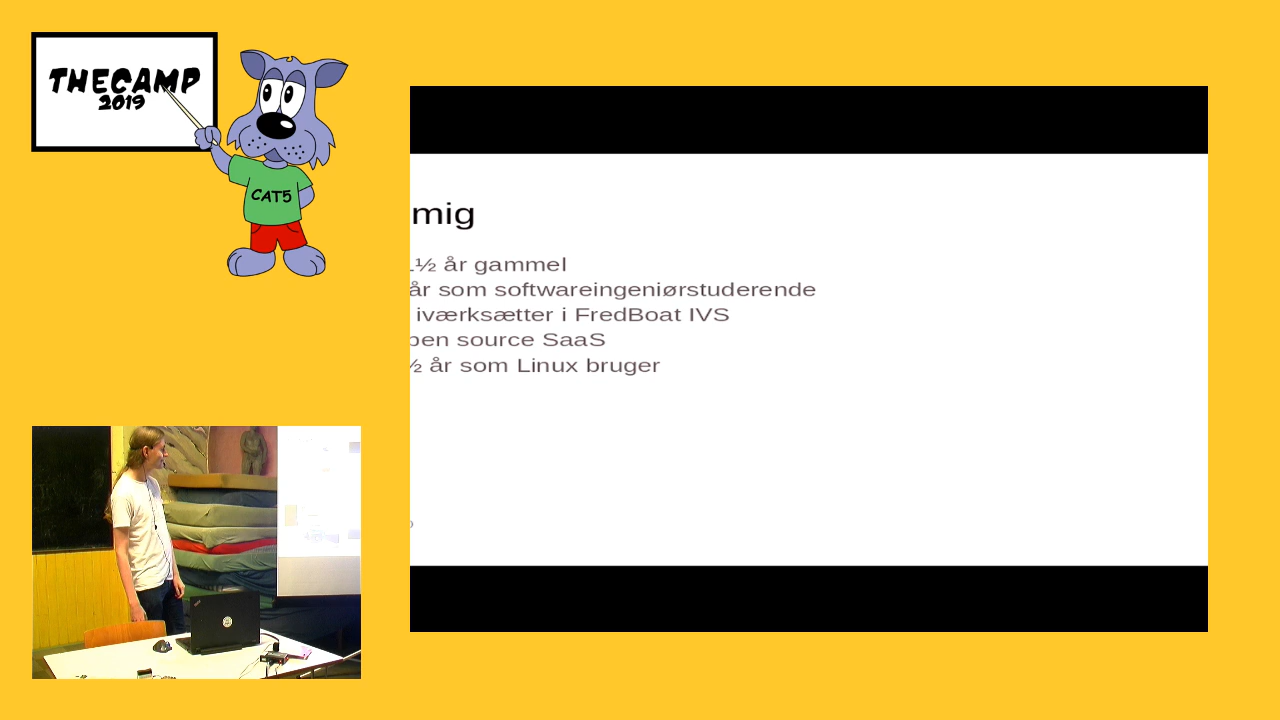 THECAMP
2019
CAT5
mig
½ år gammel
år som softwareingeniørstuderende
iværksætter i FredBoat IVS
pen source SaaS
½ år som Linux bruger